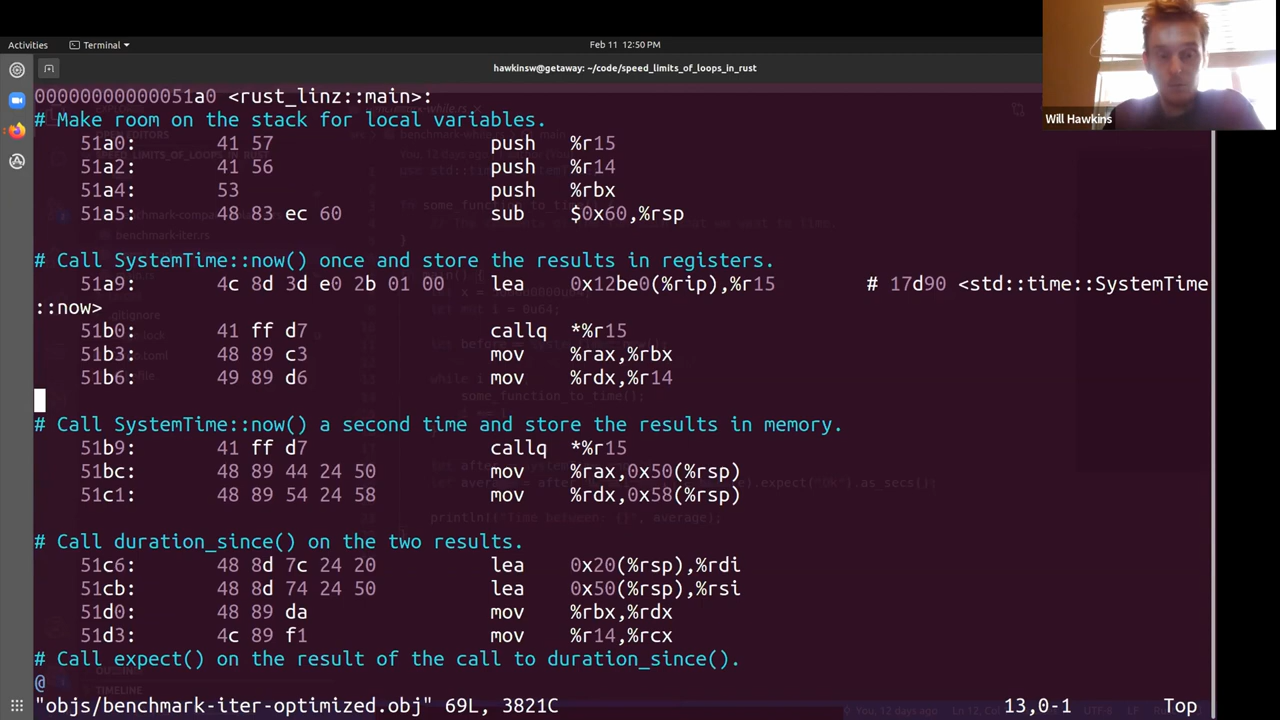 Activities
Terminal
Feb 11 12:50 PM
hawkinsw@getaway: ~/code/speed_limits_of_loops_in_rust
Will Hawkins
00000000000051a0 <rust_linz::main>:
# Make room on the stack for local variables.
51a0: 41 57 push %r15
51a2: 41 56 push %r14
51a4: 53 push %rbx
51a5: 48 83 ec 60 sub $0x60,%rsp
# Call SystemTime::now() once and store the results in registers.
51a9: 4c 8d 3d e0 2b 01 00 lea 0x12be0(%rip),%r15 # 17d90 <std::time::SystemTime
::now>
51b0: 41 ff d7 callq *%r15
51b3: 48 89 c3 mov %rax,%rbx
51b6: 49 89 d6 mov %rdx,%r14
# Call SystemTime::now() a second time and store the results in memory.
51b9: 41 ff d7 callq *%r15
51bc: 48 89 44 24 50 mov %rax,0x50(%rsp)
51c1: 48 89 54 24 58 mov %rdx,0x58(%rsp)
# Call duration_since() on the two results.
51c6: 48 8d 7c 24 20 lea 0x20(%rsp),%rdi
51cb: 48 8d 74 24 50 lea 0x50(%rsp),%rsi
51d0: 48 89 da mov %rbx,%rdx
51d3: 4c 89 f1 mov %r14,%rcx
# Call expect() on the result of the call to duration_since().
@
TIMELINE
"objs/benchmark-iter-optimized.obj" 69L, 3821C 13,0-1 Top